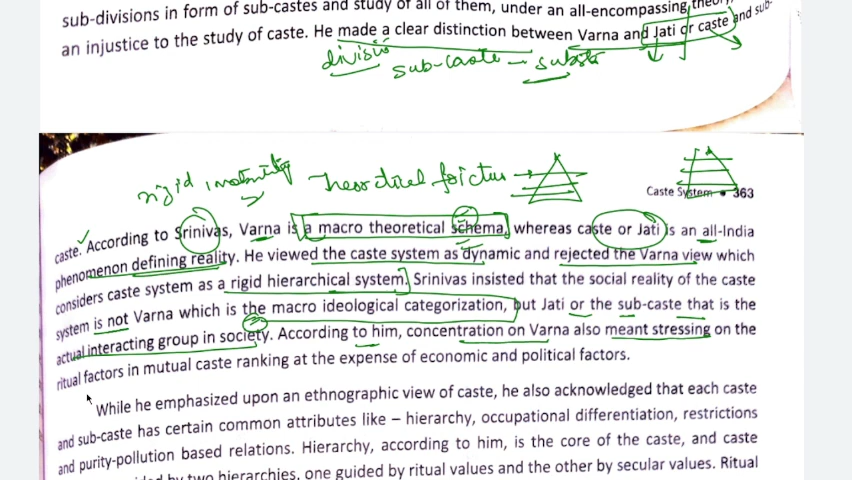 sub-divisions in form of sub-castes and study of all of them, under an all-encompassing theory,
an injustice to the study of caste. He made a clear distinction between Varna and Jati or caste and sub-
sub-caste -
rigid
Caste System • 363
caste. According to Srinivas, Varna is a macro theoretical schema, whereas caste or Jati is an all-India
phenomenon defining reality. He viewed the caste system as dynamic and rejected the Varna view which
considers caste system as a rigid hierarchical system. Srinivas insisted that the social reality of the caste
system is not Varna which is the macro ideological categorization, but Jati or the sub-caste that is the
actual interacting group in society. According to him, concentration on Varna also meant stressing on the
ritual factors in mutual caste ranking at the expense of economic and political factors.
While he emphasized upon an ethnographic view of caste, he also acknowledged that each caste
and sub-caste has certain common attributes like – hierarchy, occupational differentiation, restrictions
and purity-pollution based relations. Hierarchy, according to him, is the core of the caste, and caste
by two hierarchies, one guided by ritual values and the other by secular values. Ritual